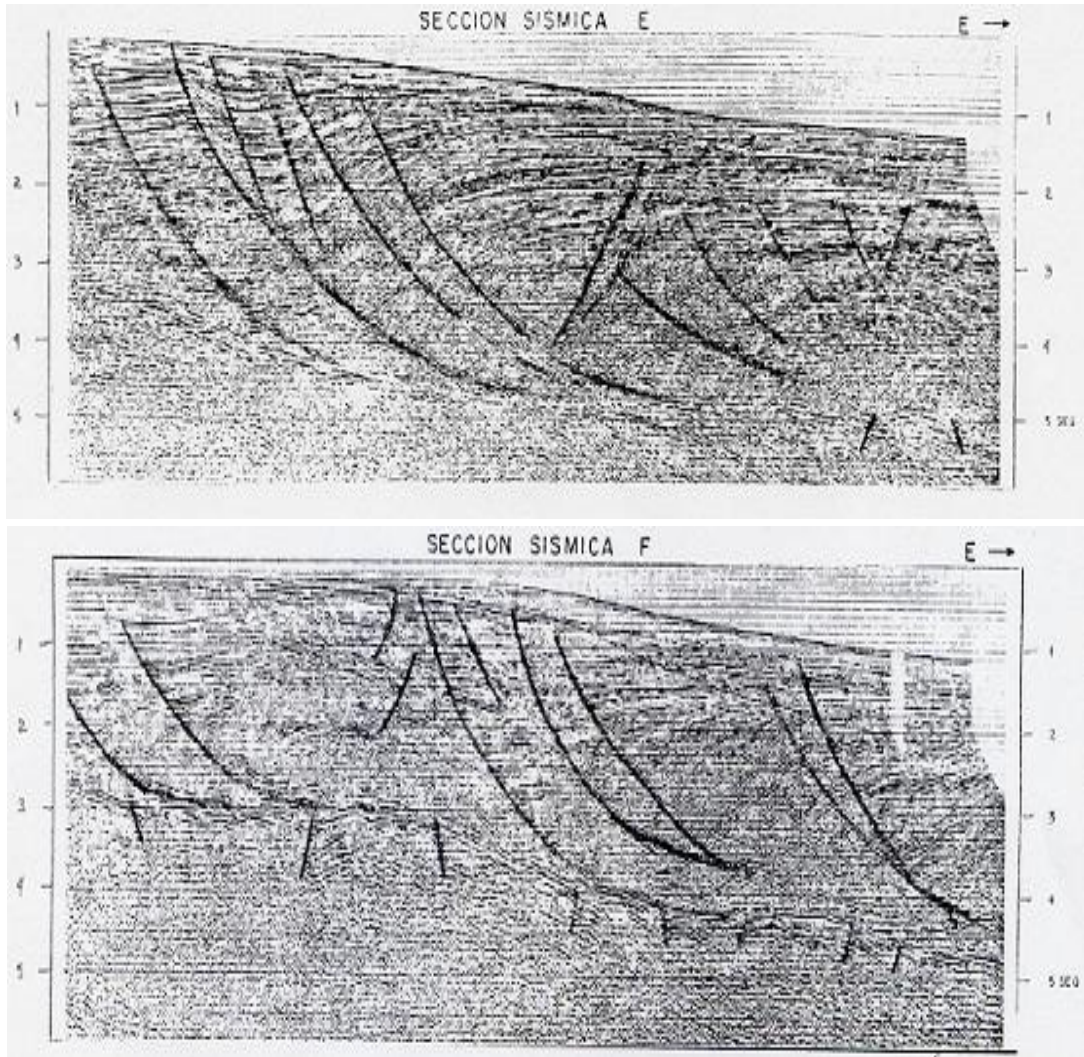 SECCION SISMICA E
E →
1 1
2 2
3 3
4 4
5 5 SEG
SECCION SISMICA F
E →
1 1
2 2
3 3
4 4
5 5 SEG